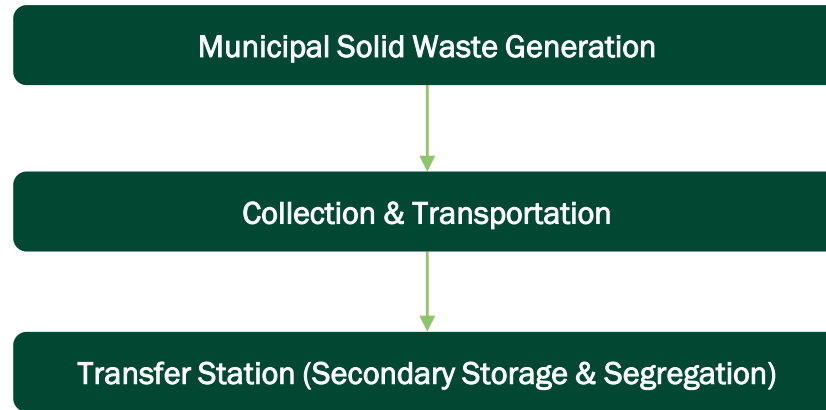 Municipal Solid Waste Generation
Collection & Transportation
Transfer Station (Secondary Storage & Segregation)